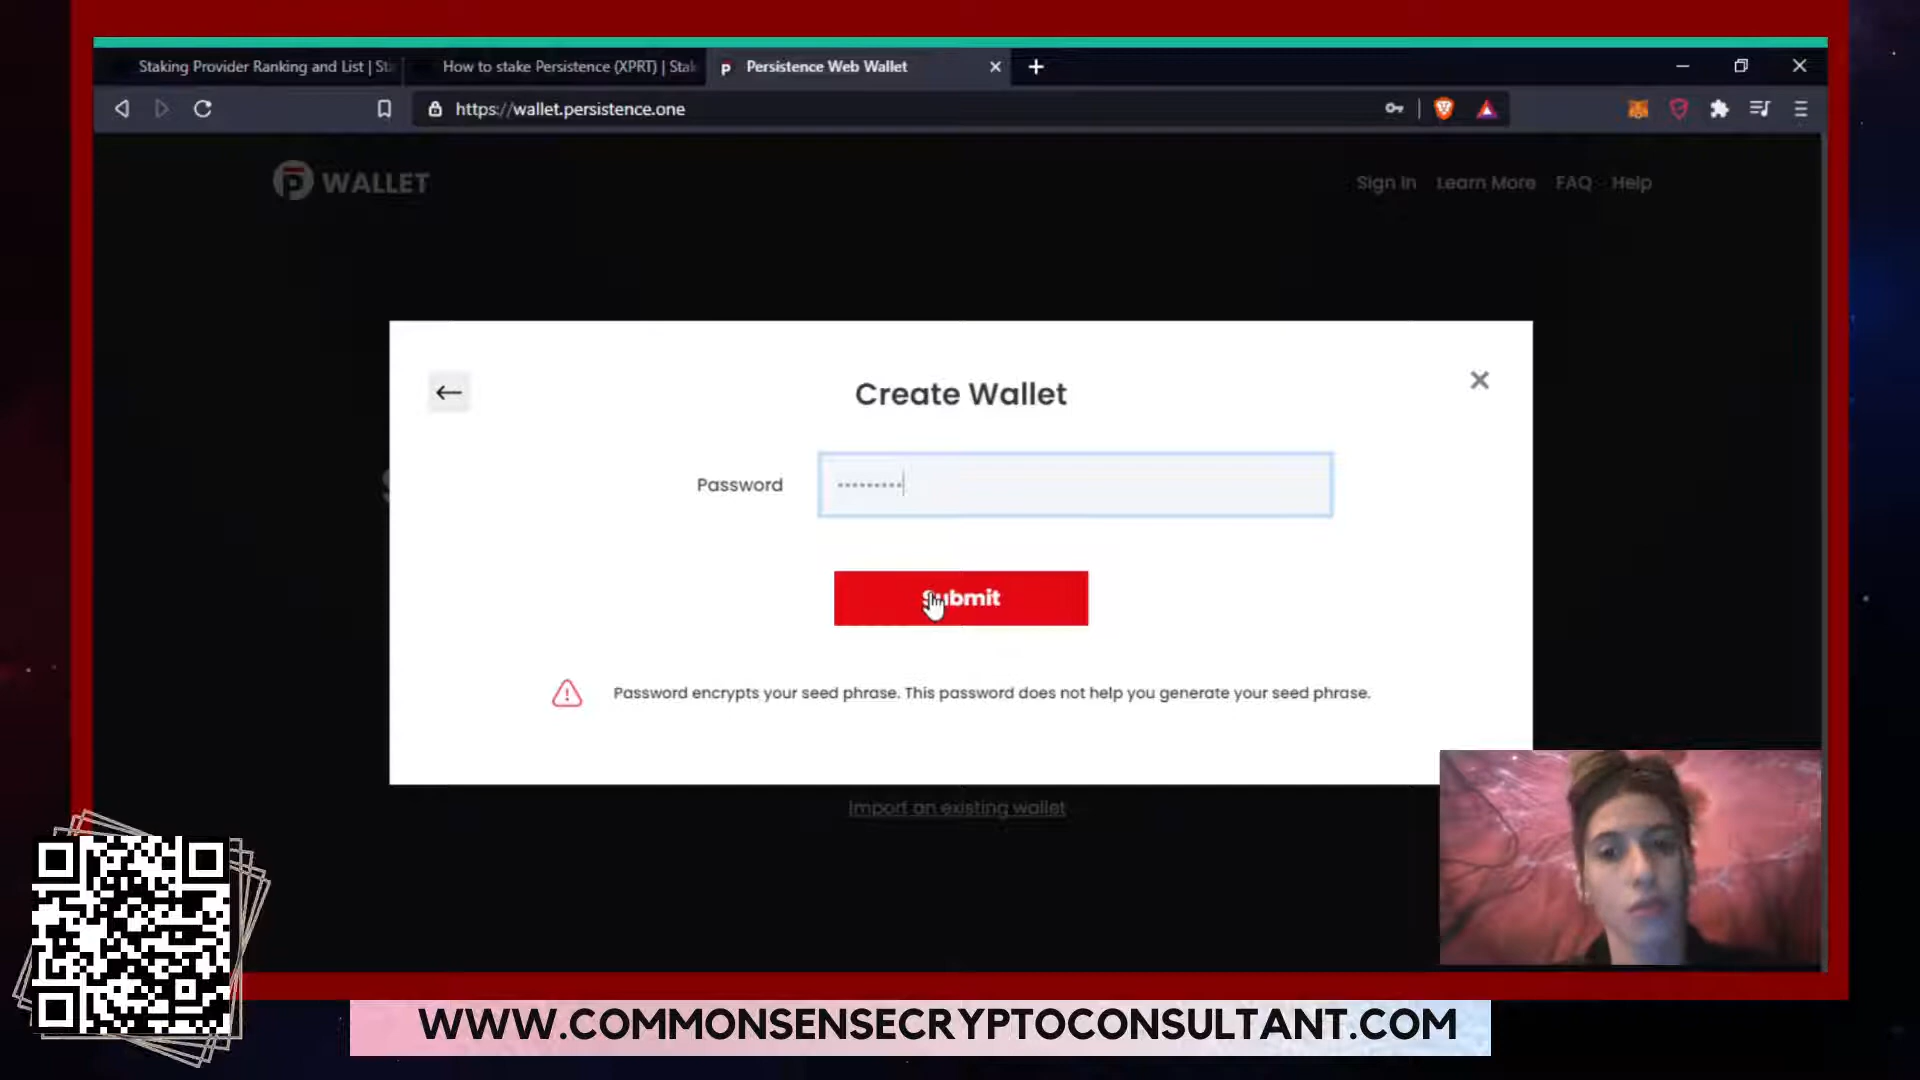 Staking Provider Ranking and List | Sta
How to stake Persistence (XPRT) | Stak
Persistence Web Wallet
https://wallet.persistence.one
WALLET
Sign In
Learn More
FAQ
Help
Create Wallet
Password
Submit
Password encrypts your seed phrase. This password does not help you generate your seed phrase.
Import an existing wallet
WWW.COMMONSENSECRYPTOCONSULTANT.COM